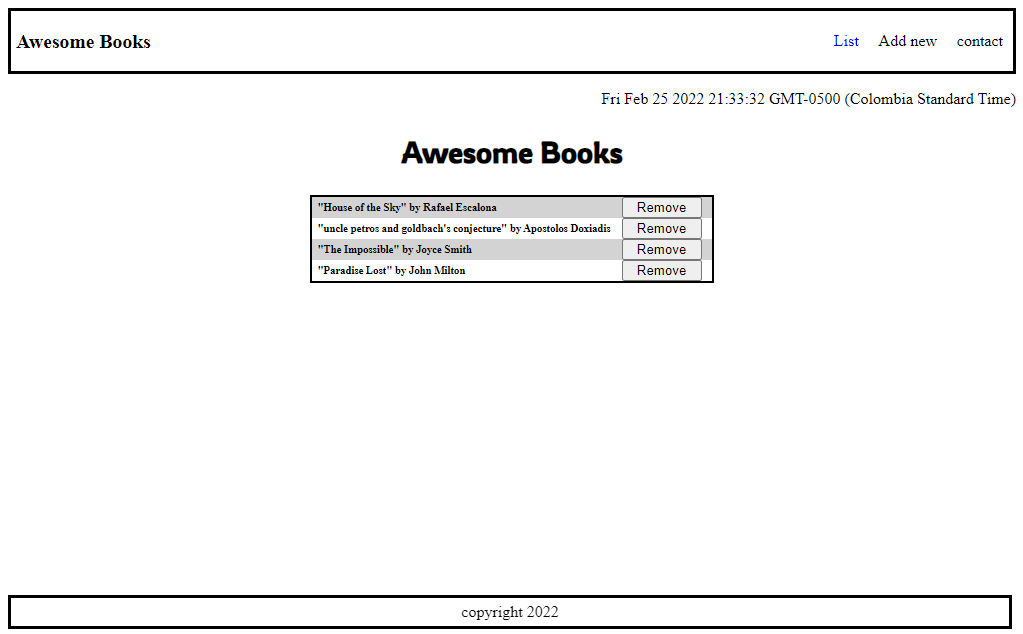 Awesome Books List Add new contact
Fri Feb 25 2022 21:33:32 GMT-0500 (Colombia Standard Time)
Awesome Books
"House of the Sky" by Rafael Escalona Remove
"uncle petros and goldbach's conjecture" by Apostolos Doxiadis Remove
"The Impossible" by Joyce Smith Remove
"Paradise Lost" by John Milton Remove
copyright 2022